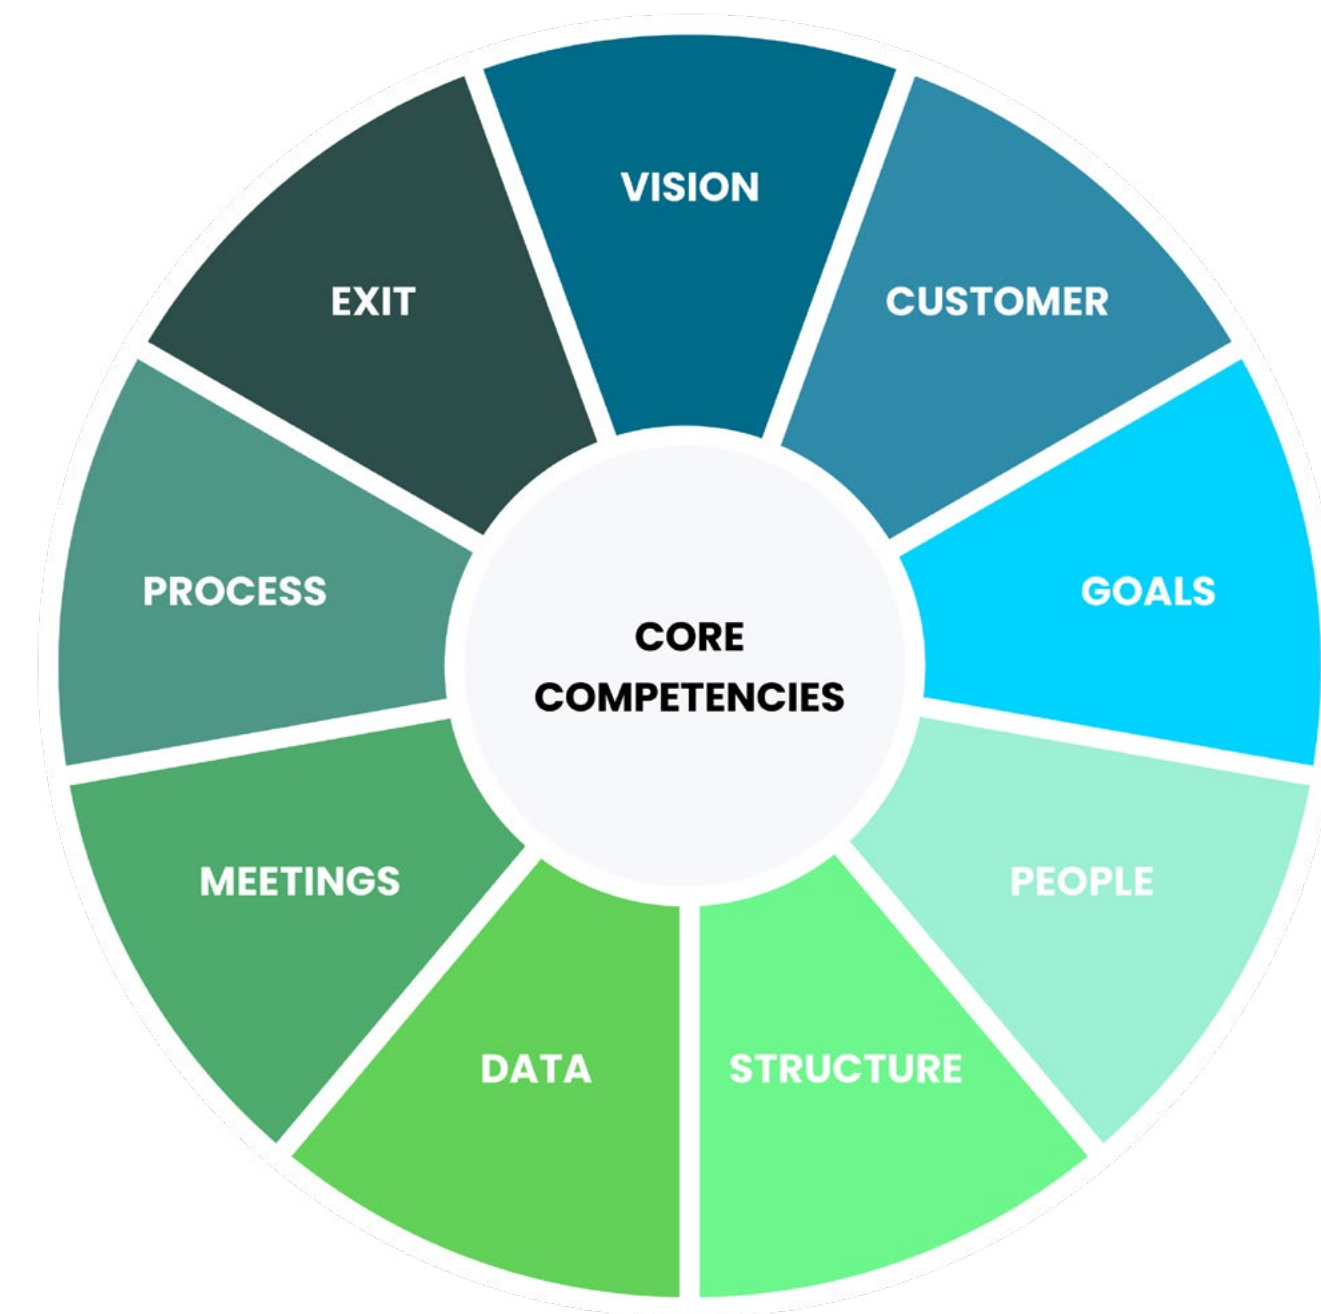 VISION
CUSTOMER
GOALS
PEOPLE
STRUCTURE
DATA
MEETINGS
PROCESS
EXIT
CORE
COMPETENCIES